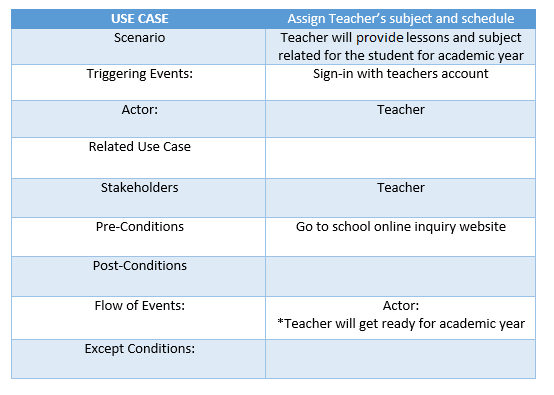 USE CASE Assign Teacher's subject and schedule
Scenario Teacher will provide lessons and subject
related for the student for academic year
Triggering Events: Sign-in with teachers account
Actor: Teacher
Related Use Case
Stakeholders Teacher
Pre-Conditions Go to school online inquiry website
Post-Conditions
Flow of Events: Actor:
*Teacher will get ready for academic year
Except Conditions: